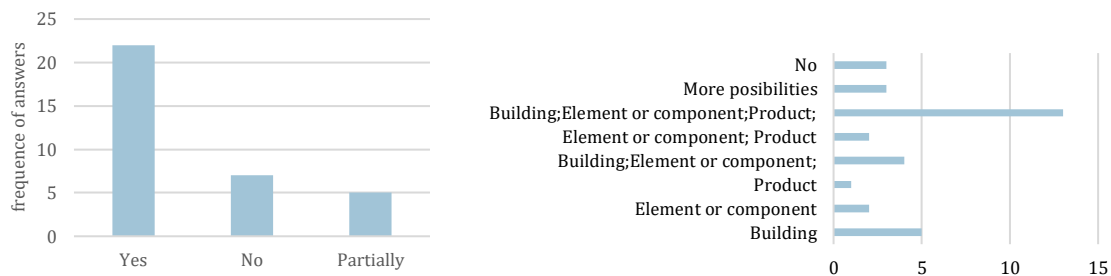 25
20
15
10
5
0
frequence of answers
Yes No Partially
No
More posibilities
Building;Element or component;Product;
Element or component; Product
Building;Element or component;
Product
Element or component
Building
0 5 10 15